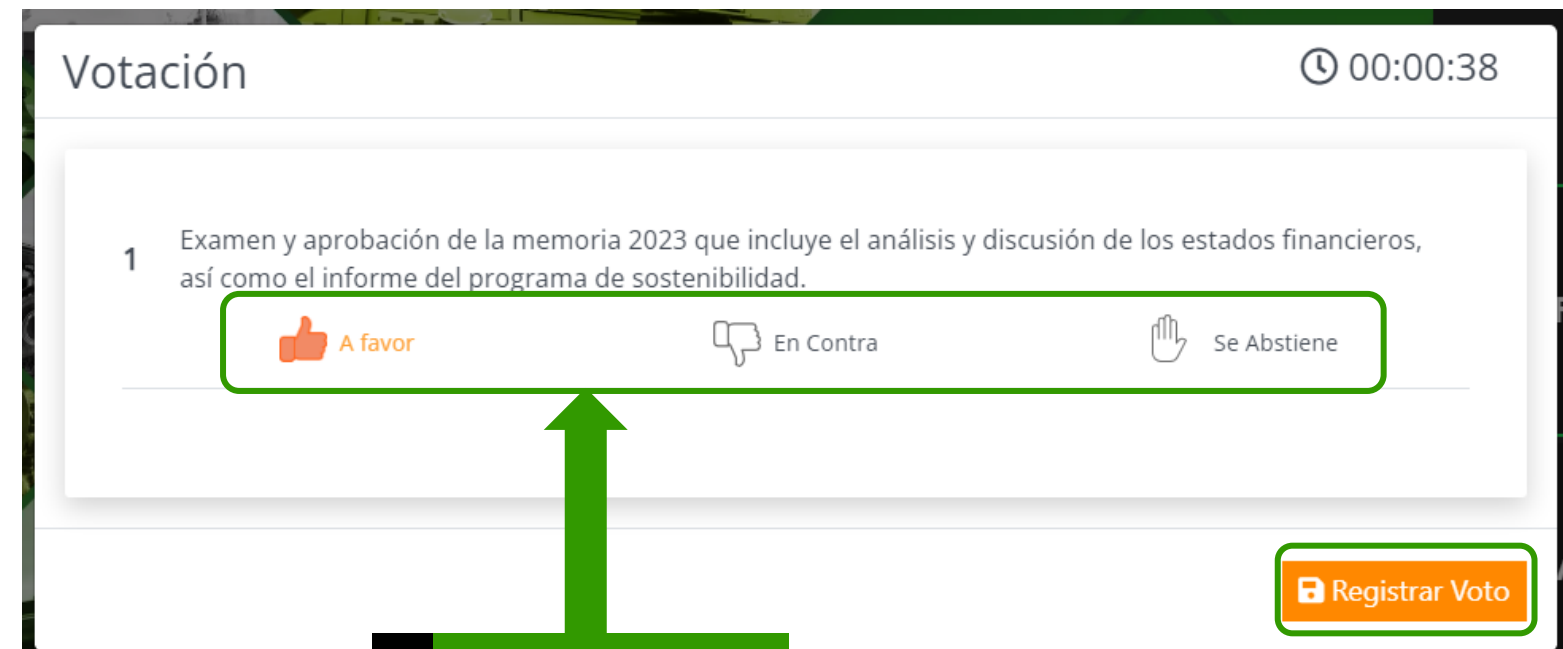 Votación
00:00:38
1
Examen y aprobación de la memoria 2023 que incluye el análisis y discusión de los estados financieros,
así como el informe del programa de sostenibilidad.
A favor
En Contra
Se Abstiene
Registrar Voto